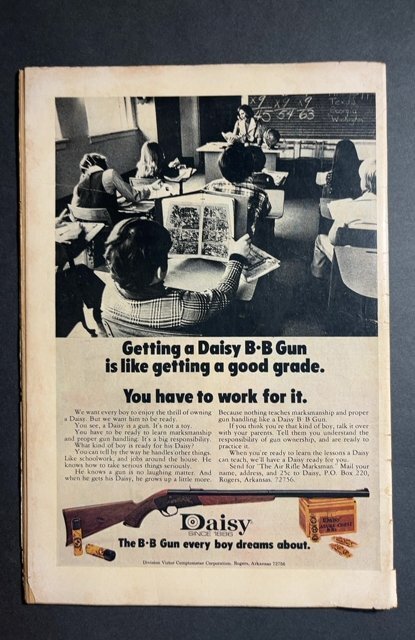 x9 x9 x9
45 54 63
Texas
Georgia
Washington
Getting a Daisy B·B Gun
is like getting a good grade.
You have to work for it.
We want every boy to enjoy the thrill of owning
a Daisy. But we want him to be ready.
You see, a Daisy is a gun. It's not a toy.
You have to be ready to learn marksmanship
and proper gun handling. It's a big responsibility.
What kind of boy is ready for his Daisy?
You can tell by the way he handles other things.
Like schoolwork, and jobs around the house. He
knows how to take serious things seriously.
He knows a gun is no laughing matter. And
when he gets his Daisy, he grows up a little more.
Because nothing teaches marksmanship and proper
gun handling like a Daisy B·B Gun.
If you think you're that kind of boy, talk it over
with your parents. Tell them you understand the
responsibility of gun ownership, and are ready to
practice it.
When you're ready to learn the lessons a Daisy
can teach, we'll have a Daisy ready for you.
Send for "The Air Rifle Marksman." Mail your
name, address, and 25c to Daisy, P.O. Box 220,
Rogers, Arkansas 72756.
Daisy
SINCE 1886
The B·B Gun every boy dreams about.
Division Victor Comptometer Corporation, Rogers, Arkansas 72756